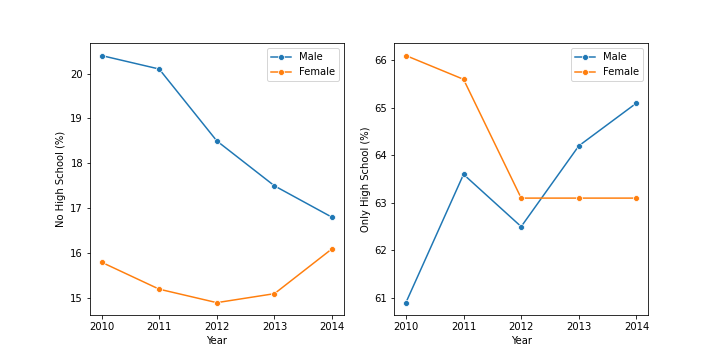 No High School (%)
20
19
18
17
16
15
2010 2011 2012 2013 2014
Year
Male
Female
Only High School (%)
66
65
64
63
62
61
2010 2011 2012 2013 2014
Year
Male
Female